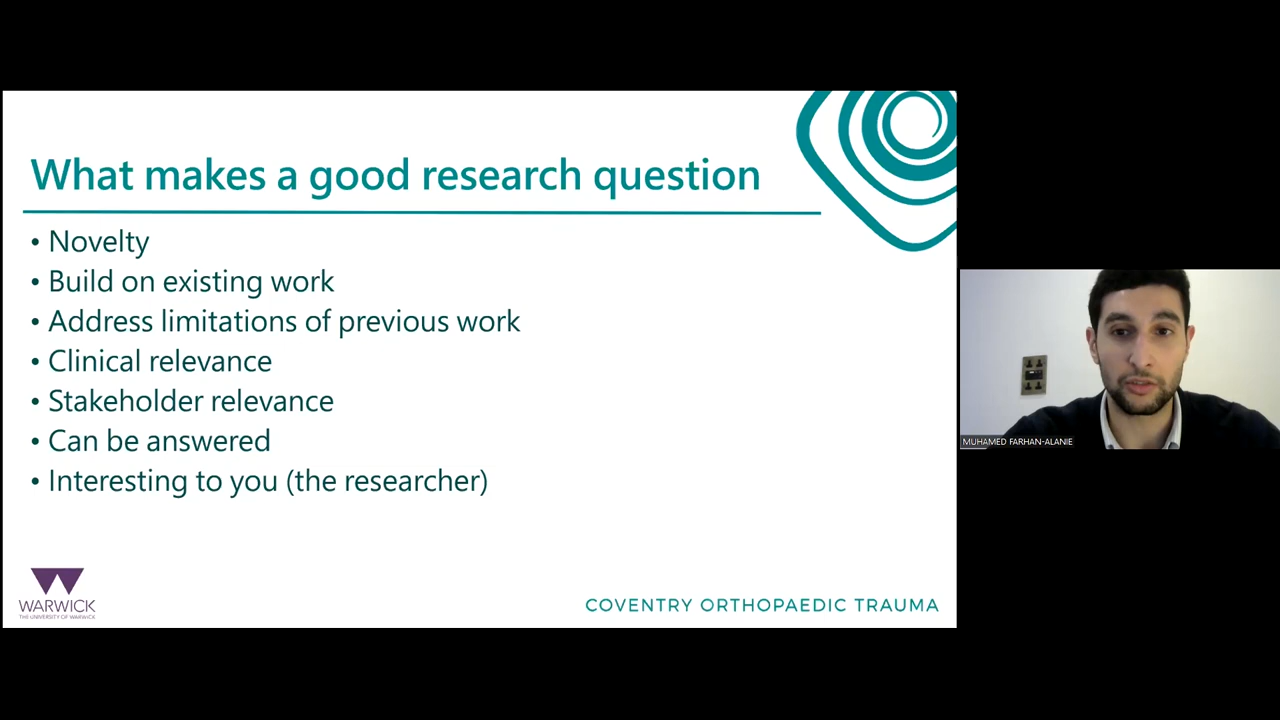 What makes a good research question
• Novelty
• Build on existing work
• Address limitations of previous work
• Clinical relevance
• Stakeholder relevance
• Can be answered
• Interesting to you (the researcher)
WARWICK
THE UNIVERSITY OF WARWICK
COVENTRY ORTHOPAEDIC TRAUMA
MUHAMED FARHAN-ALANIE